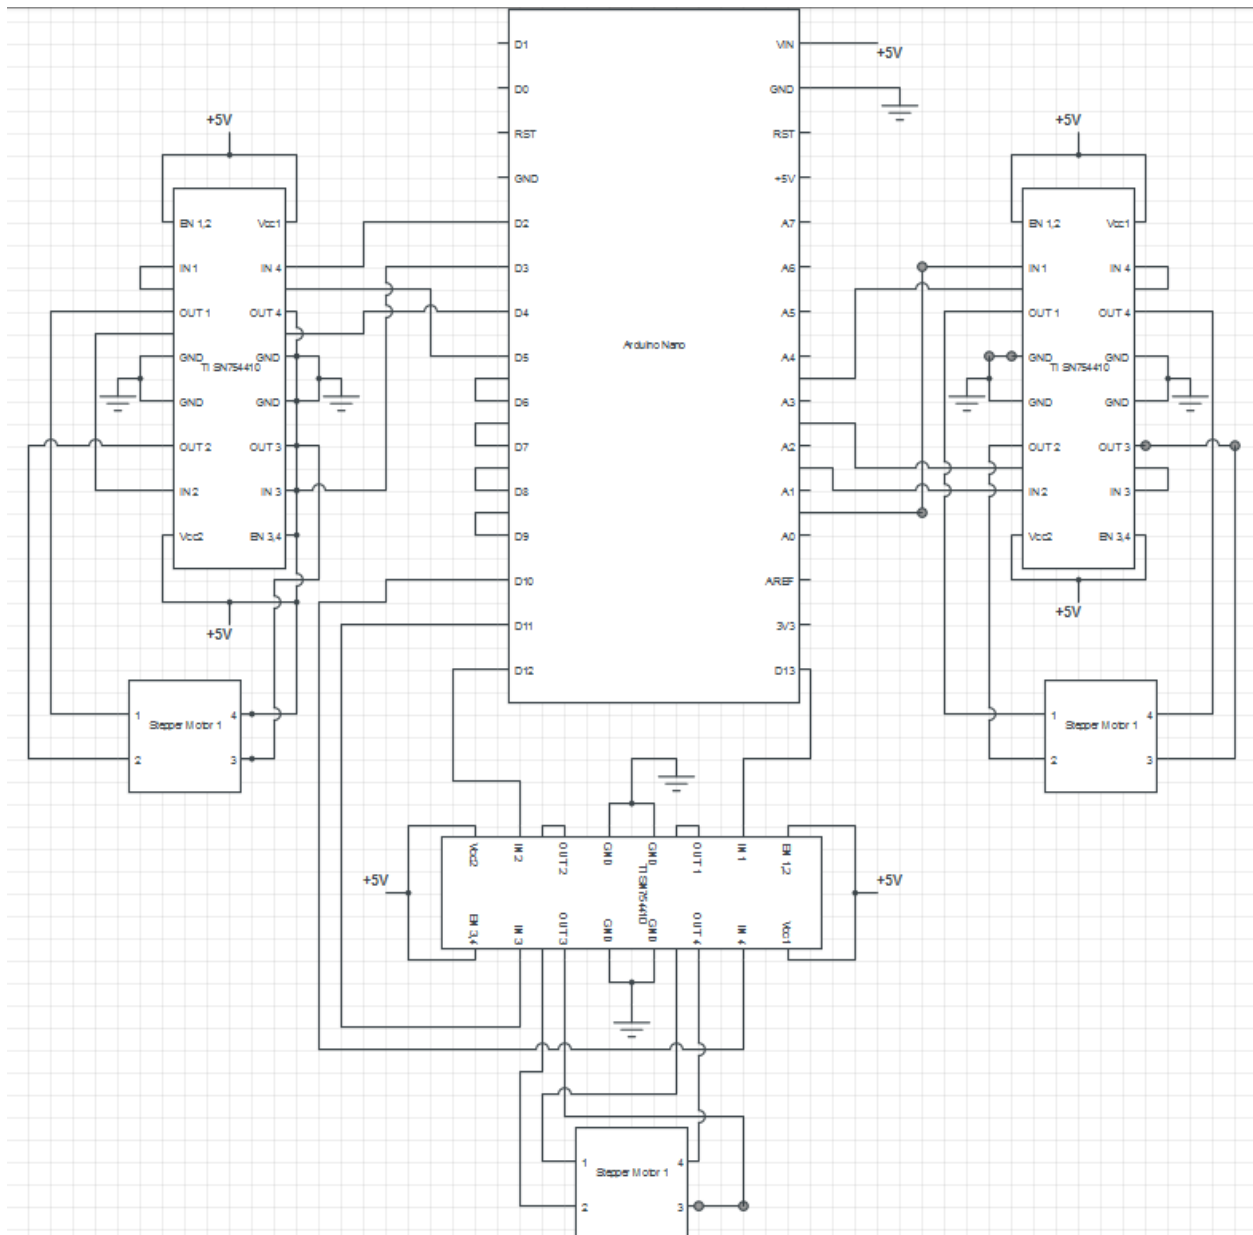 D1
VIN
+5V
D0
GND
+5V
RST
RST
+5V
GND
+5V
EN 1,2
Vcc1
D2
A7
EN 1,2
Vcc1
IN 1
IN 4
D3
A6
IN 1
IN 4
OUT 1
OUT 4
D4
A5
OUT 1
OUT 4
Arduino Nano
GND
GND
D5
A4
GND
TI SN754410
TI SN754410
GND
GND
D6
A3
GND
GND
OUT 2
OUT 3
D7
A2
OUT 2
OUT 3
IN 2
IN 3
D8
A1
IN 2
IN 3
Vcc2
EN 3,4
D9
A0
Vcc2
EN 3,4
D10
AREF
+5V
+5V
D11
3V3
D12
D13
1
4
Stepper Motor 1
2
3
1
4
Stepper Motor 1
2
3
Vcc2
IN 2
OUT 2
GND
GND
OUT 1
IN 1
EN 1,2
+5V
TI SN754410
+5V
EN 3,4
IN 3
OUT 3
GND
GND
OUT 4
IN 4
Vcc1
1
4
Stepper Motor 1
2
3